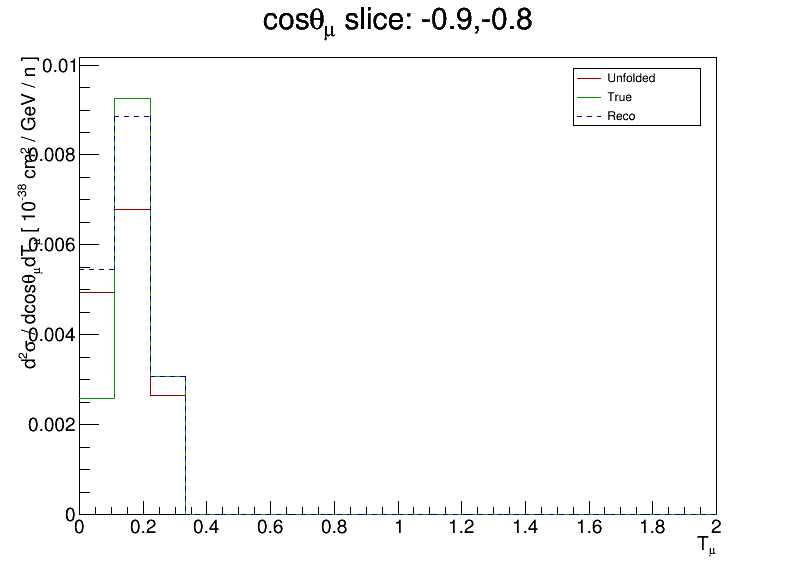 cosθμ slice: -0.9,-0.8
d²σ / dcosθμdTμ [ 10⁻³⁸ cm² / GeV / n ]
0.01
0.008
0.006
0.004
0.002
0
Unfolded
True
Reco
0 0.2 0.4 0.6 0.8 1 1.2 1.4 1.6 1.8 2
Tμ